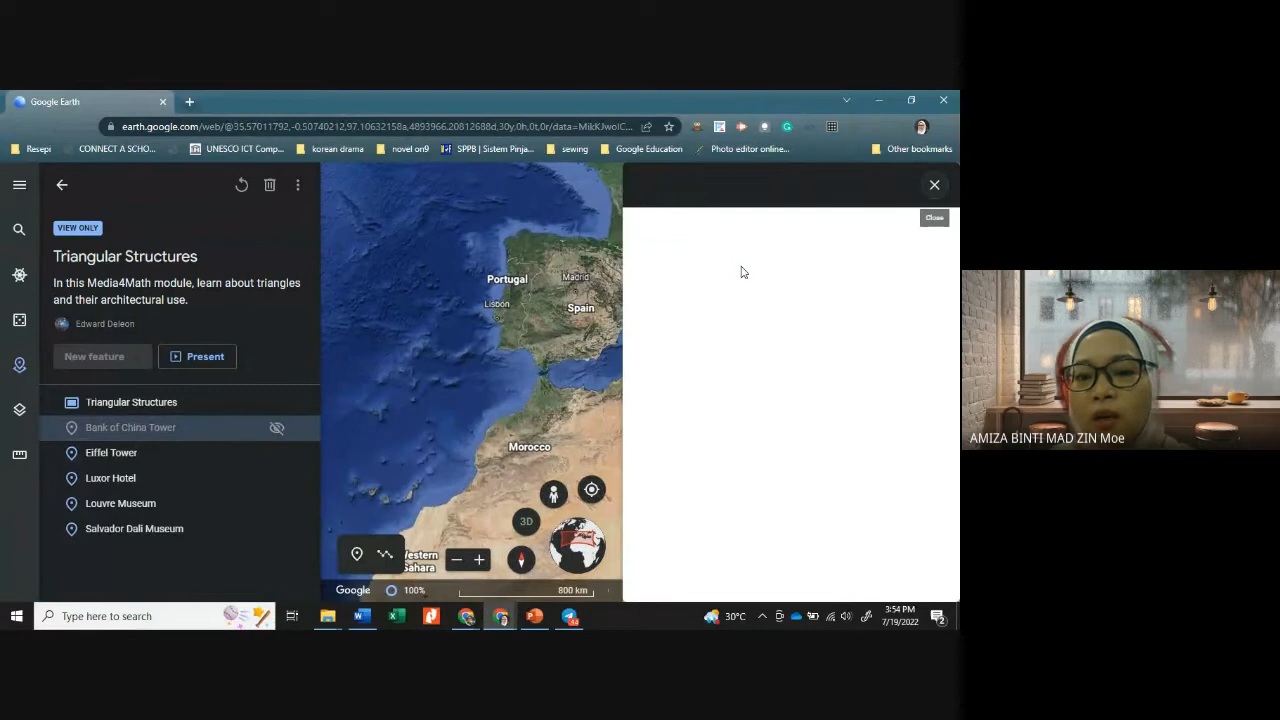 Google Earth
earth.google.com/web/@35.57011792,-0.50740212,97.10632158a,4893966.20812688d,30y,0h,0t,0r/data=MikKJwoIC...
Resepi
CONNECT A SCHO...
UNESCO ICT Comp...
korean drama
novel on9
SPPB | Sistem Pinja...
sewing
Google Education
Photo editor online...
Other bookmarks
Close
VIEW ONLY
Triangular Structures
In this Media4Math module, learn about triangles
and their architectural use.
Edward Deleon
New feature
Present
Triangular Structures
Bank of China Tower
Eiffel Tower
Luxor Hotel
Louvre Museum
Salvador Dali Museum
Portugal
Madrid
Lisbon
Spain
Morocco
3D
Western
Sahara
Google
100%
800 km
AMIZA BINTI MAD ZIN Moe
Type here to search
30°C
3:54 PM
7/19/2022
2